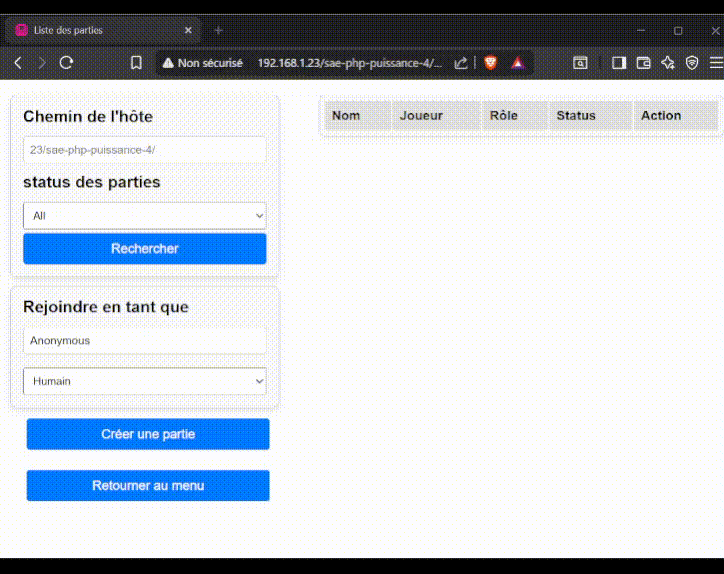 Liste des parties
Non sécurisé 192.168.1.23/sae-php-puissance-4/...
Chemin de l'hôte
23/sae-php-puissance-4/
status des parties
All
Rechercher
Rejoindre en tant que
Anonymous
Humain
Créer une partie
Retourner au menu
Nom Joueur Rôle Status Action